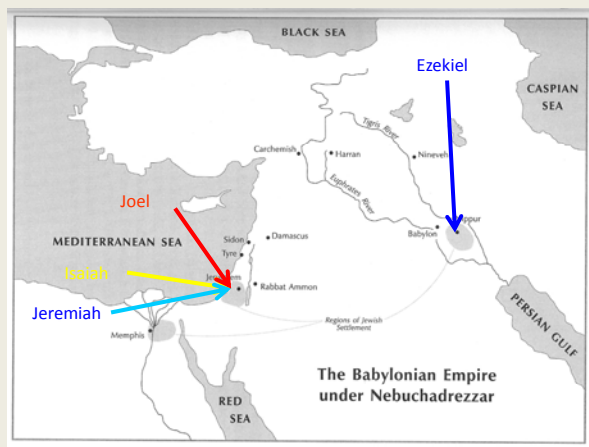 BLACK SEA
Ezekiel
CASPIAN
SEA
Tigris River
Carchemish
Harran
Nineveh
Euphrates River
Joel
Babylon
MEDITERRANEAN SEA
Sidon
Damascus
Tyre
Isaiah
Rabbat Ammon
Jeremiah
PERSIAN GULF
Regions of Jewish
Settlement
Memphis
The Babylonian Empire
under Nebuchadrezzar
RED
SEA